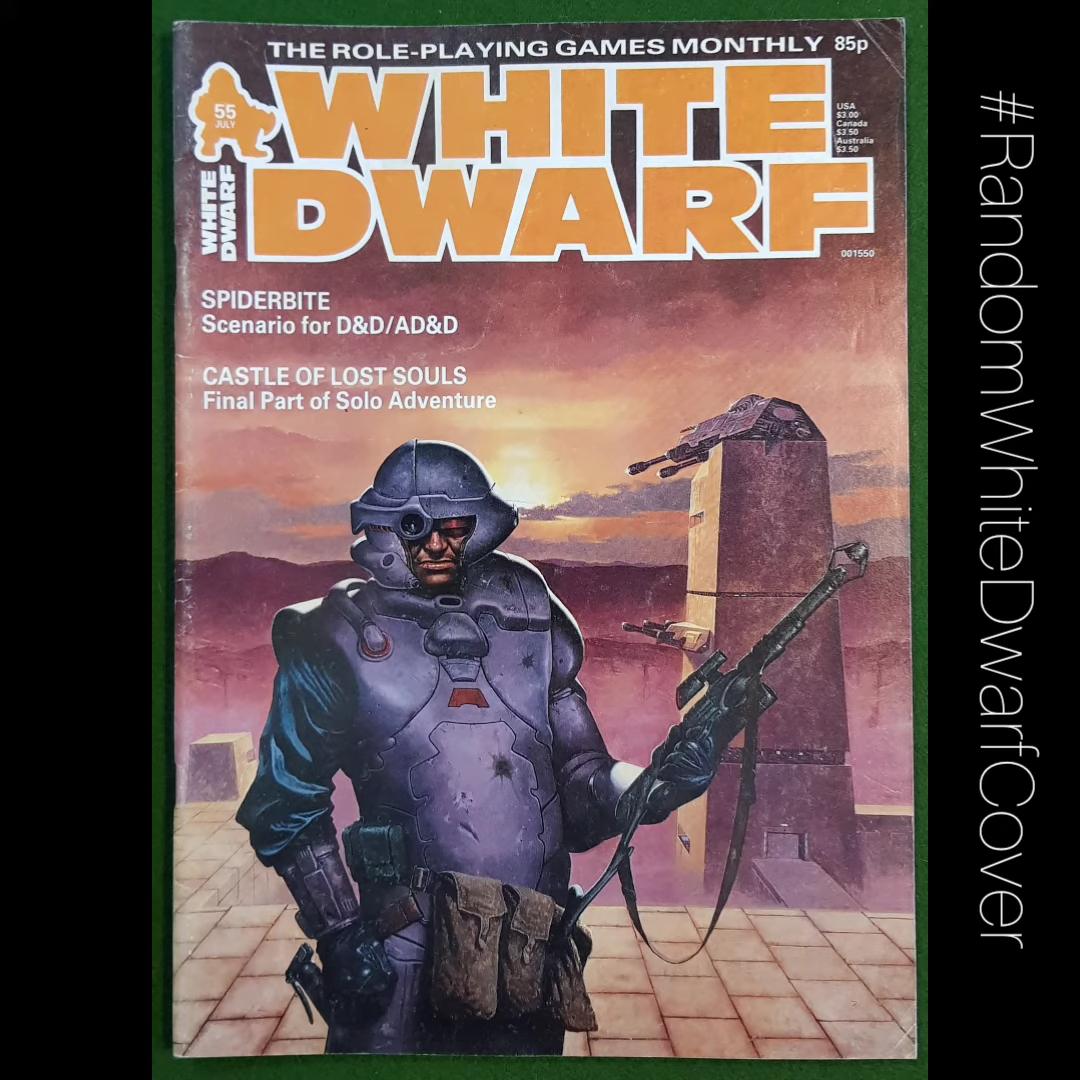 THE ROLE-PLAYING GAMES MONTHLY 85p
55
JULY
WHITE DWARF
WHITE
DWARF
USA
$3.00
Canada
$3.50
Australia
$3.50
001550
SPIDERBITE
Scenario for D&D/AD&D
CASTLE OF LOST SOULS
Final Part of Solo Adventure
#RandomWhiteDwarfCover